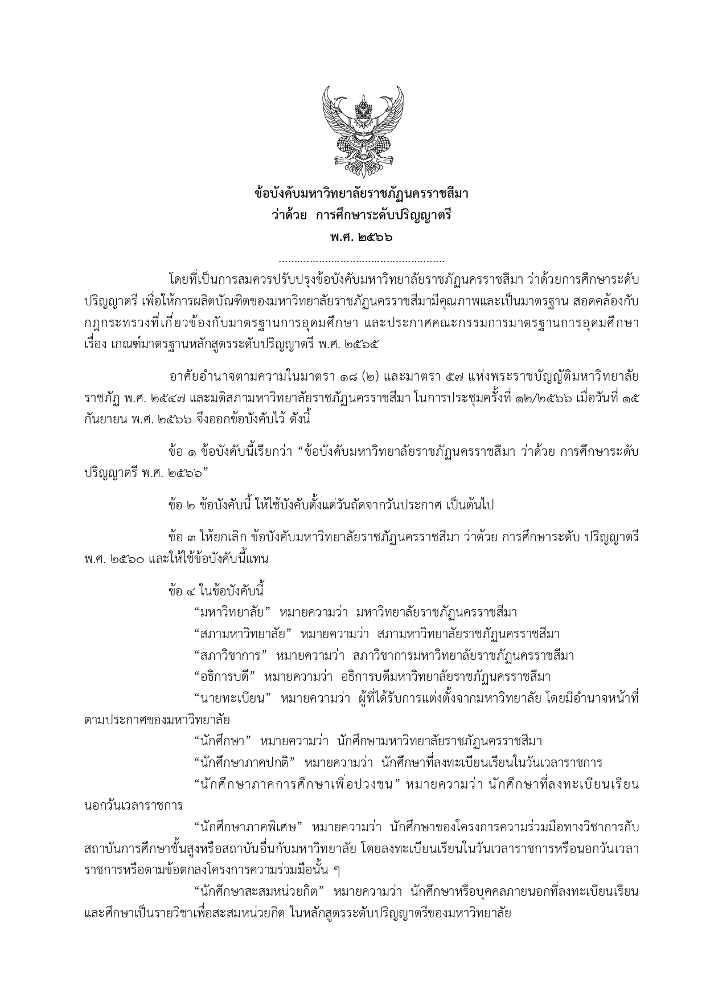 ข้อบังคับมหาวิทยาลัยราชภัฏนครราชสีมา
ว่าด้วย การศึกษาระดับปริญญาตรี
พ.ศ. ๒๕๖๖
......................................................
โดยที่เป็นการสมควรปรับปรุงข้อบังคับมหาวิทยาลัยราชภัฏนครราชสีมา ว่าด้วยการศึกษาระดับ
ปริญญาตรี เพื่อให้การผลิตบัณฑิตของมหาวิทยาลัยราชภัฏนครราชสีมามีคุณภาพและเป็นมาตรฐาน สอดคล้องกับ
กฎกระทรวงที่เกี่ยวข้องกับมาตรฐานการอุดมศึกษา และประกาศคณะกรรมการมาตรฐานการอุดมศึกษา
เรื่อง เกณฑ์มาตรฐานหลักสูตรระดับปริญญาตรี พ.ศ. ๒๕๖๕
อาศัยอำนาจตามความในมาตรา ๑๘ (๒) และมาตรา ๕๗ แห่งพระราชบัญญัติมหาวิทยาลัย
ราชภัฏ พ.ศ. ๒๕๔๗ และมติสภามหาวิทยาลัยราชภัฏนครราชสีมา ในการประชุมครั้งที่ ๑๒/๒๕๖๖ เมื่อวันที่ ๑๕
กันยายน พ.ศ. ๒๕๖๖ จึงออกข้อบังคับไว้ ดังนี้
ข้อ ๑ ข้อบังคับนี้เรียกว่า “ข้อบังคับมหาวิทยาลัยราชภัฏนครราชสีมา ว่าด้วย การศึกษาระดับ
ปริญญาตรี พ.ศ. ๒๕๖๖”
ข้อ ๒ ข้อบังคับนี้ ให้ใช้บังคับตั้งแต่วันถัดจากวันประกาศ เป็นต้นไป
ข้อ ๓ ให้ยกเลิก ข้อบังคับมหาวิทยาลัยราชภัฏนครราชสีมา ว่าด้วย การศึกษาระดับ ปริญญาตรี
พ.ศ. ๒๕๖๐ และให้ใช้ข้อบังคับนี้แทน
ข้อ ๔ ในข้อบังคับนี้
“มหาวิทยาลัย” หมายความว่า มหาวิทยาลัยราชภัฏนครราชสีมา
“สภามหาวิทยาลัย” หมายความว่า สภามหาวิทยาลัยราชภัฏนครราชสีมา
“สภาวิชาการ” หมายความว่า สภาวิชาการมหาวิทยาลัยราชภัฏนครราชสีมา
“อธิการบดี” หมายความว่า อธิการบดีมหาวิทยาลัยราชภัฏนครราชสีมา
“นายทะเบียน” หมายความว่า ผู้ที่ได้รับการแต่งตั้งจากมหาวิทยาลัย โดยมีอำนาจหน้าที่
ตามประกาศของมหาวิทยาลัย
“นักศึกษา” หมายความว่า นักศึกษามหาวิทยาลัยราชภัฏนครราชสีมา
“นักศึกษาภาคปกติ” หมายความว่า นักศึกษาที่ลงทะเบียนเรียนในวันเวลาราชการ
“นักศึกษาภาคการศึกษาเพื่อปวงชน” หมายความว่า นักศึกษาที่ลงทะเบียนเรียน
นอกวันเวลาราชการ
“นักศึกษาภาคพิเศษ” หมายความว่า นักศึกษาของโครงการความร่วมมือทางวิชาการกับ
สถาบันการศึกษาชั้นสูงหรือสถาบันอื่นกับมหาวิทยาลัย โดยลงทะเบียนเรียนในวันเวลาราชการหรือนอกวันเวลา
ราชการหรือตามข้อตกลงโครงการความร่วมมือนั้น ๆ
“นักศึกษาสะสมหน่วยกิต” หมายความว่า นักศึกษาหรือบุคคลภายนอกที่ลงทะเบียนเรียน
และศึกษาเป็นรายวิชาเพื่อสะสมหน่วยกิต ในหลักสูตรระดับปริญญาตรีของมหาวิทยาลัย